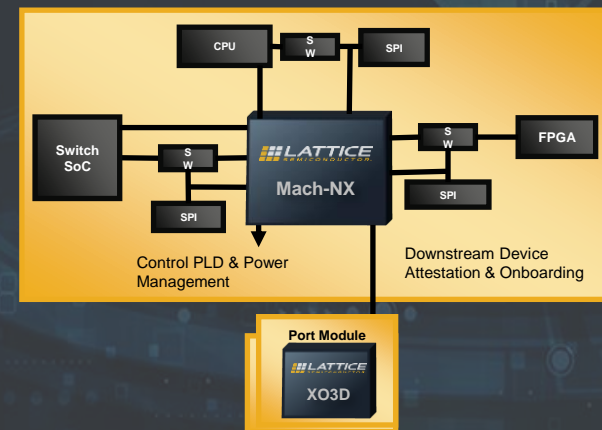 CPU
S
W
SPI
Switch
SoC
S
W
SPI
LATTICE
SEMICONDUCTOR.
Mach-NX
S
W
FPGA
SPI
Control PLD & Power
Management
Downstream Device
Attestation & Onboarding
Port Module
LATTICE
SEMICONDUCTOR
XO3D